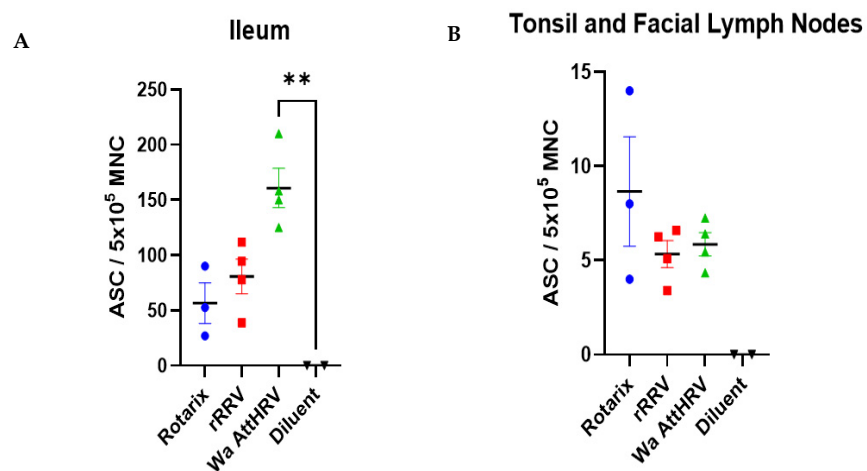 A
Ileum
**
ASC / 5x10⁵ MNC
250
200
150
100
50
0
Rotarix
rRRV
Wa AttHRV
Diluent
B
Tonsil and Facial Lymph Nodes
ASC / 5x10⁵ MNC
15
10
5
0
Rotarix
rRRV
Wa AttHRV
Diluent